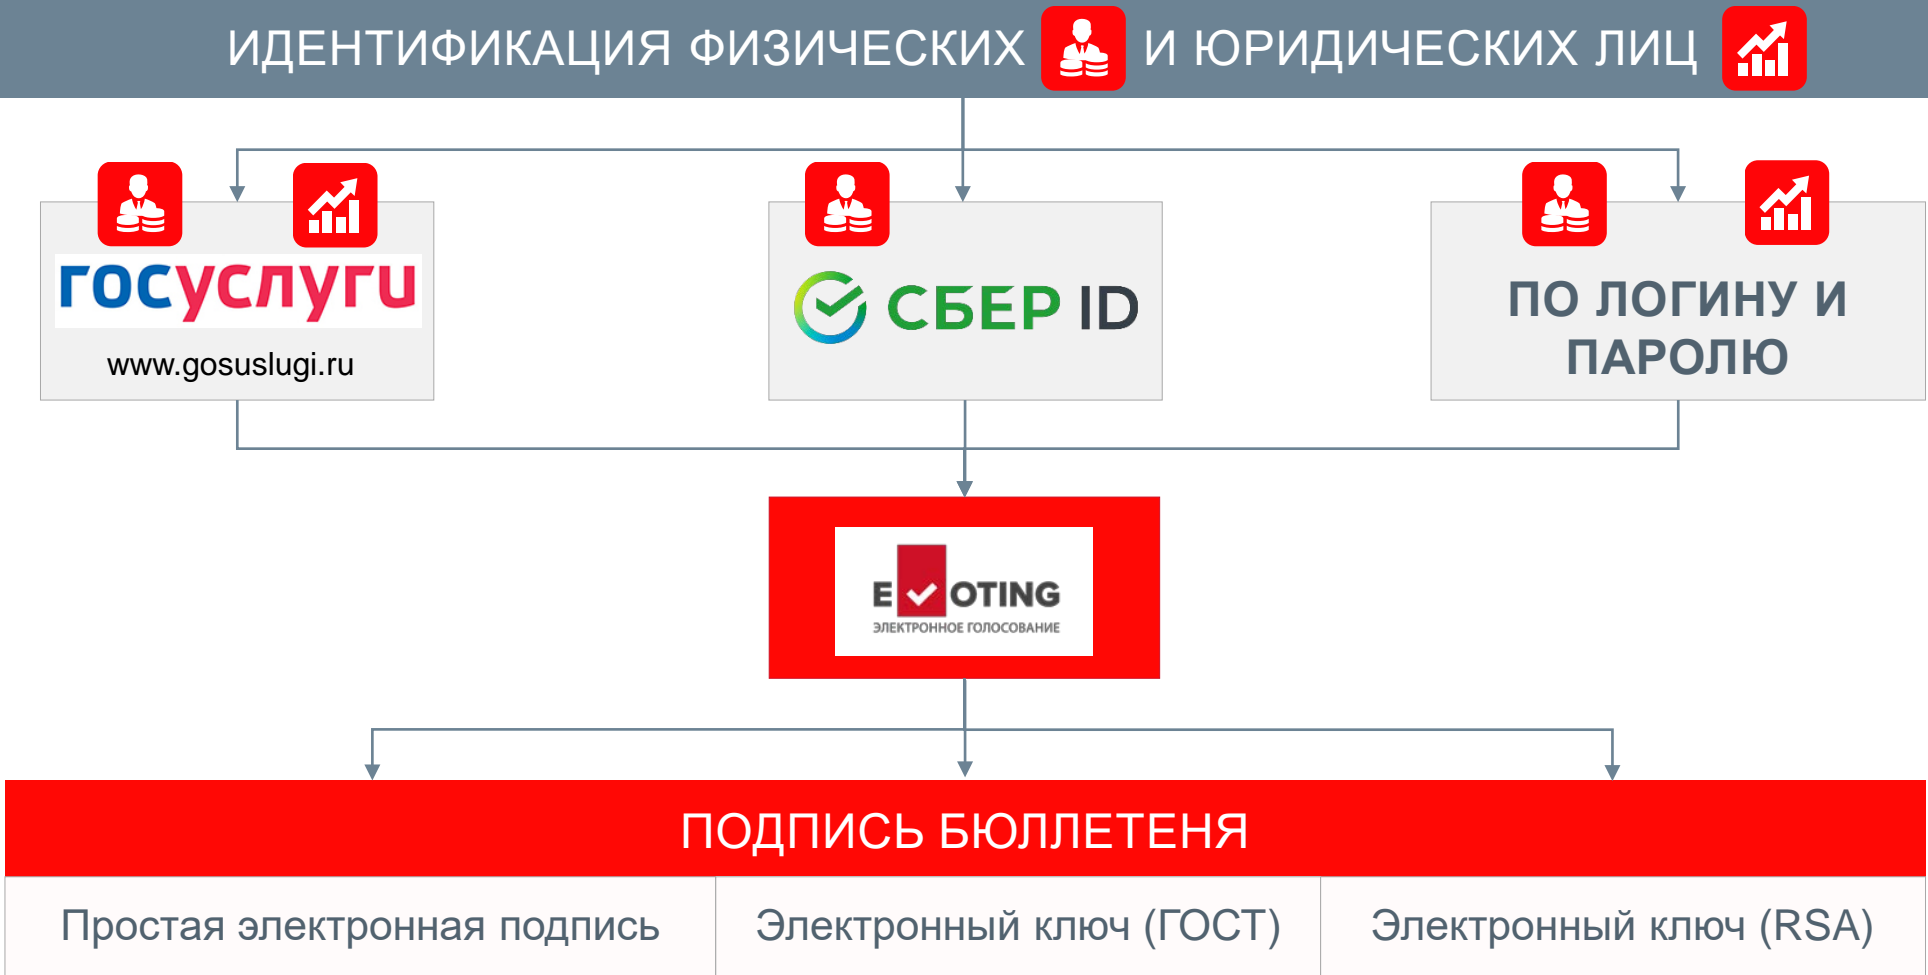 ИДЕНТИФИКАЦИЯ ФИЗИЧЕСКИХ И ЮРИДИЧЕСКИХ ЛИЦ
госуслуги
www.gosuslugi.ru
СБЕР ID
ПО ЛОГИНУ И
ПАРОЛЮ
E VOTING
ЭЛЕКТРОННОЕ ГОЛОСОВАНИЕ
ПОДПИСЬ БЮЛЛЕТЕНЯ
Простая электронная подпись
Электронный ключ (ГОСТ)
Электронный ключ (RSA)